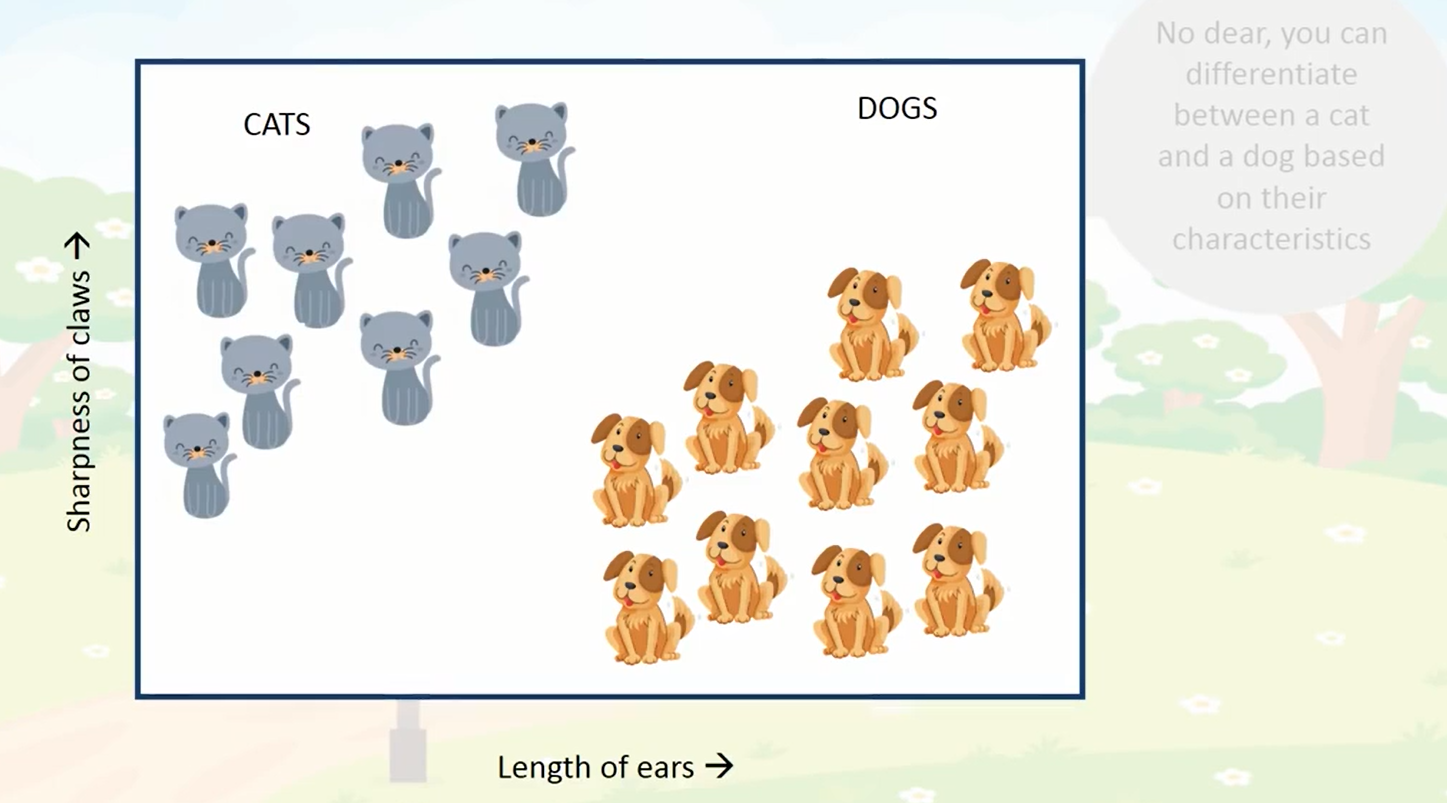 No dear, you can
differentiate
between a cat
and a dog based
on their
characteristics
CATS
DOGS
Sharpness of claws →
Length of ears →